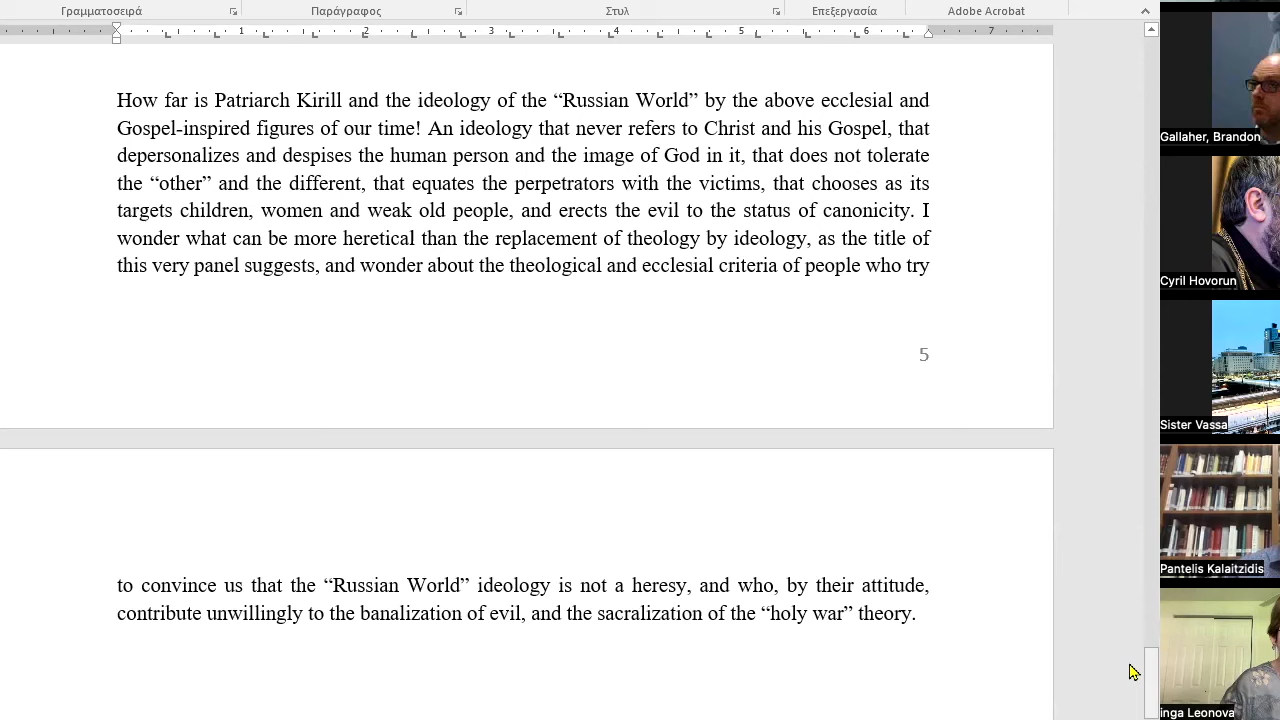 Γραμματοσειρά
Παράγραφος
Στυλ
Επεξεργασία
Adobe Acrobat
1 2 3 4 5 6 7
How far is Patriarch Kirill and the ideology of the “Russian World” by the above ecclesial and
Gospel-inspired figures of our time! An ideology that never refers to Christ and his Gospel, that
depersonalizes and despises the human person and the image of God in it, that does not tolerate
the “other” and the different, that equates the perpetrators with the victims, that chooses as its
targets children, women and weak old people, and erects the evil to the status of canonicity. I
wonder what can be more heretical than the replacement of theology by ideology, as the title of
this very panel suggests, and wonder about the theological and ecclesial criteria of people who try
5
to convince us that the “Russian World” ideology is not a heresy, and who, by their attitude,
contribute unwillingly to the banalization of evil, and the sacralization of the “holy war” theory.
Gallaher, Brandon
Cyril Hovorun
Sister Vassa
Pantelis Kalaitzidis
inga Leonova